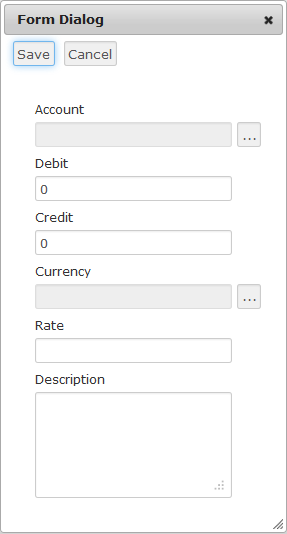 Form Dialog
Save Cancel
Account
...
Debit
0
Credit
0
Currency
...
Rate
Description